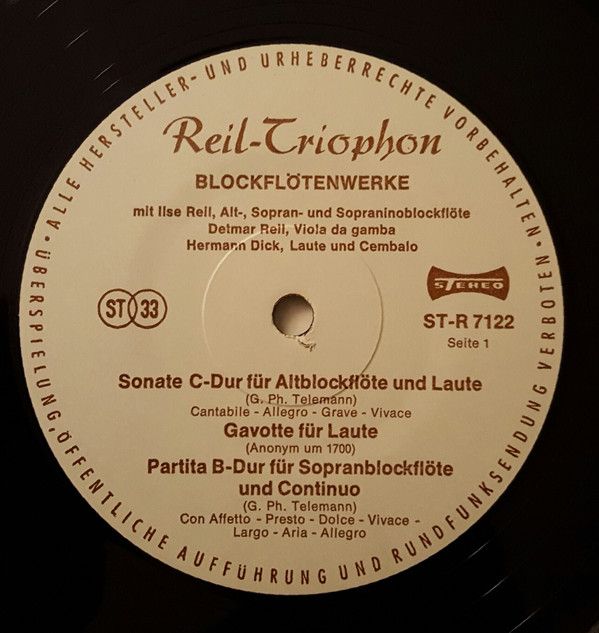 · ALLE HERSTELLER- UND URHEBERRECHTE VORBEHALTEN · ÜBERSPIELUNG, ÖFFENTLICHE AUFFÜHRUNG UND RUNDFUNKSENDUNG VERBOTEN
Reil-Triophon
BLOCKFLÖTENWERKE
mit Ilse Reil, Alt-, Sopran- und Sopraninoblockflöte
Detmar Reil, Viola da gamba
Hermann Dick, Laute und Cembalo
ST 33
STEREO
ST-R 7122
Seite 1
Sonate C-Dur für Altblockflöte und Laute
(G. Ph. Telemann)
Cantabile - Allegro - Grave - Vivace
Gavotte für Laute
(Anonym um 1700)
Partita B-Dur für Sopranblockflöte
und Continuo
(G. Ph. Telemann)
Con Affetto - Presto - Dolce - Vivace -
Largo - Aria - Allegro